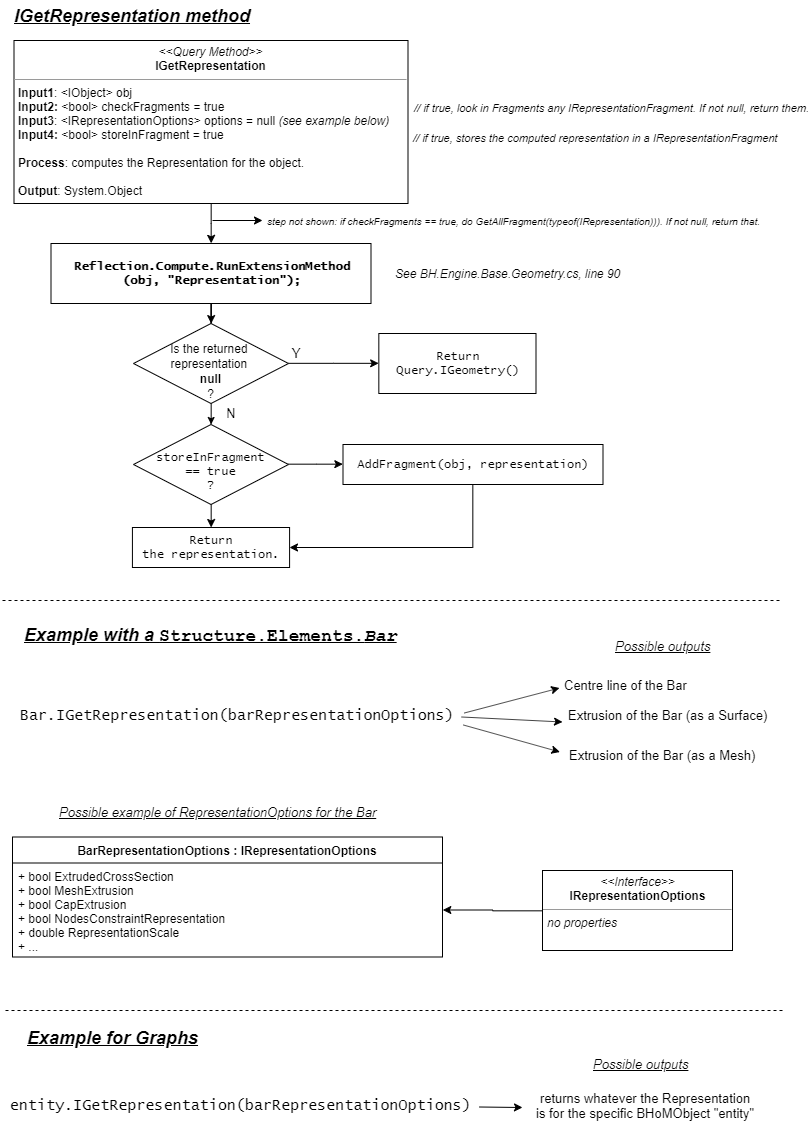 IGetRepresentation method
<<Query Method>>
IGetRepresentation
Input1: <IObject> obj
Input2: <bool> checkFragments = true
Input3: <IRepresentationOptions> options = null (see example below)
Input4: <bool> storeInFragment = true
// if true, look in Fragments any IRepresentationFragment. If not null, return them.
// if true, stores the computed representation in a IRepresentationFragment
Process: computes the Representation for the object.
Output: System.Object
step not shown: if checkFragments == true, do GetAllFragment(typeof(IRepresentation))). If not null, return that.
Reflection.Compute.RunExtensionMethod
(obj, "Representation");
See BH.Engine.Base.Geometry.cs, line 90
Is the returned
representation
null
?
Y
Return
Query.IGeometry()
N
storeInFragment
== true
?
AddFragment(obj, representation)
Return
the representation.
Example with a Structure.Elements.Bar
Possible outputs
Bar.IGetRepresentation(barRepresentationOptions)
Centre line of the Bar
Extrusion of the Bar (as a Surface)
Extrusion of the Bar (as a Mesh)
Possible example of RepresentationOptions for the Bar
BarRepresentationOptions : IRepresentationOptions
+ bool ExtrudedCrossSection
+ bool MeshExtrusion
+ bool CapExtrusion
+ bool NodesConstraintRepresentation
+ double RepresentationScale
+ ...
<<Interface>>
IRepresentationOptions
no properties
Example for Graphs
Possible outputs
entity.IGetRepresentation(barRepresentationOptions)
returns whatever the Representation
is for the specific BHoMObject "entity"